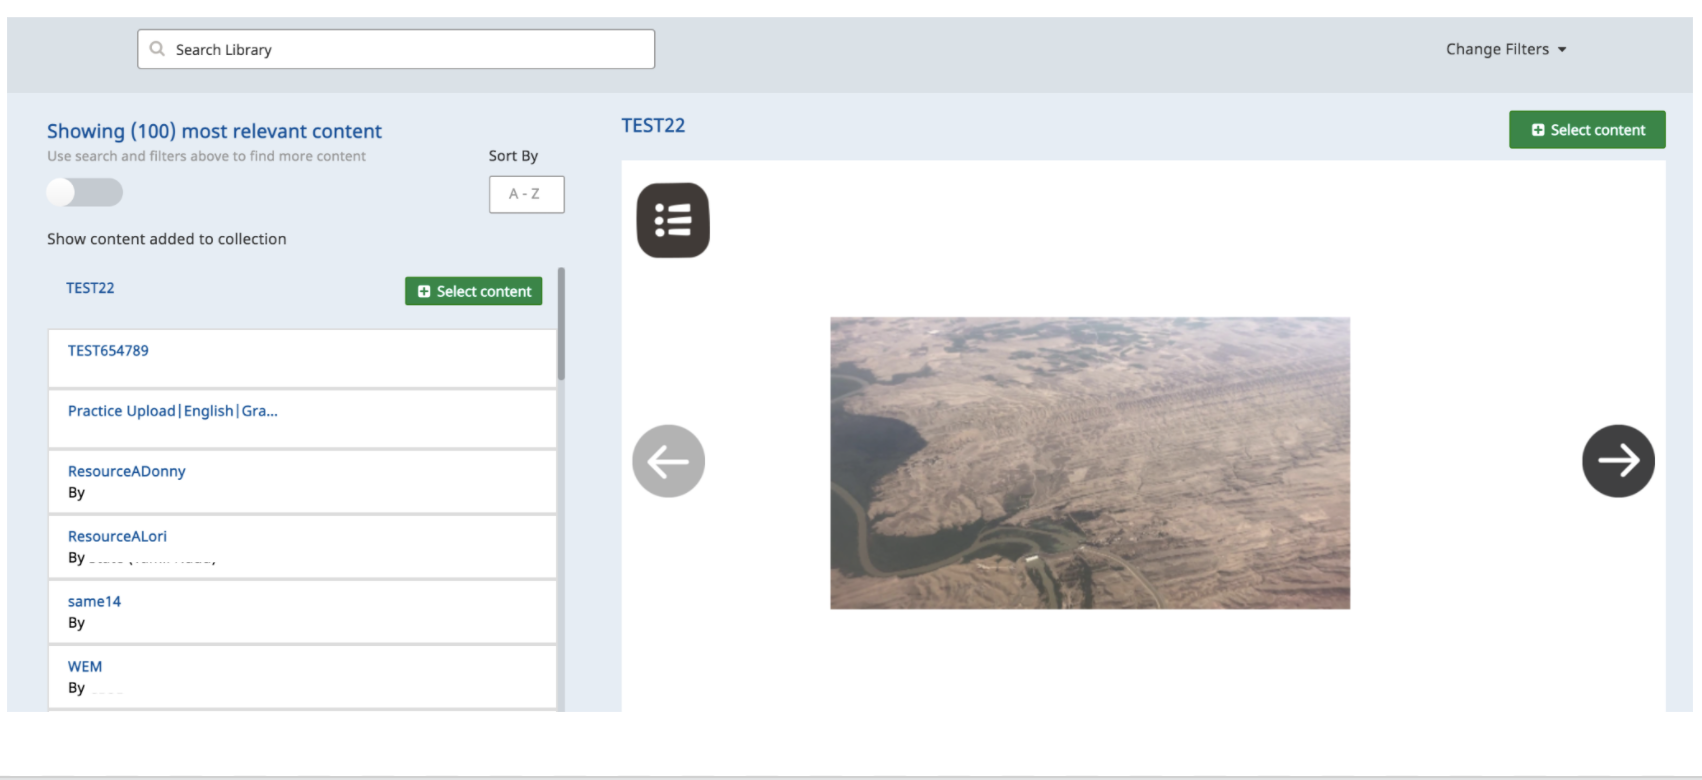 Search Library
Change Filters
Showing (100) most relevant content
Use search and filters above to find more content
Sort By
A - Z
Show content added to collection
TEST22
Select content
TEST654789
Practice Upload|English|Gra...
ResourceADonny
By
ResourceALori
By
same14
By
WEM
By
TEST22
Select content